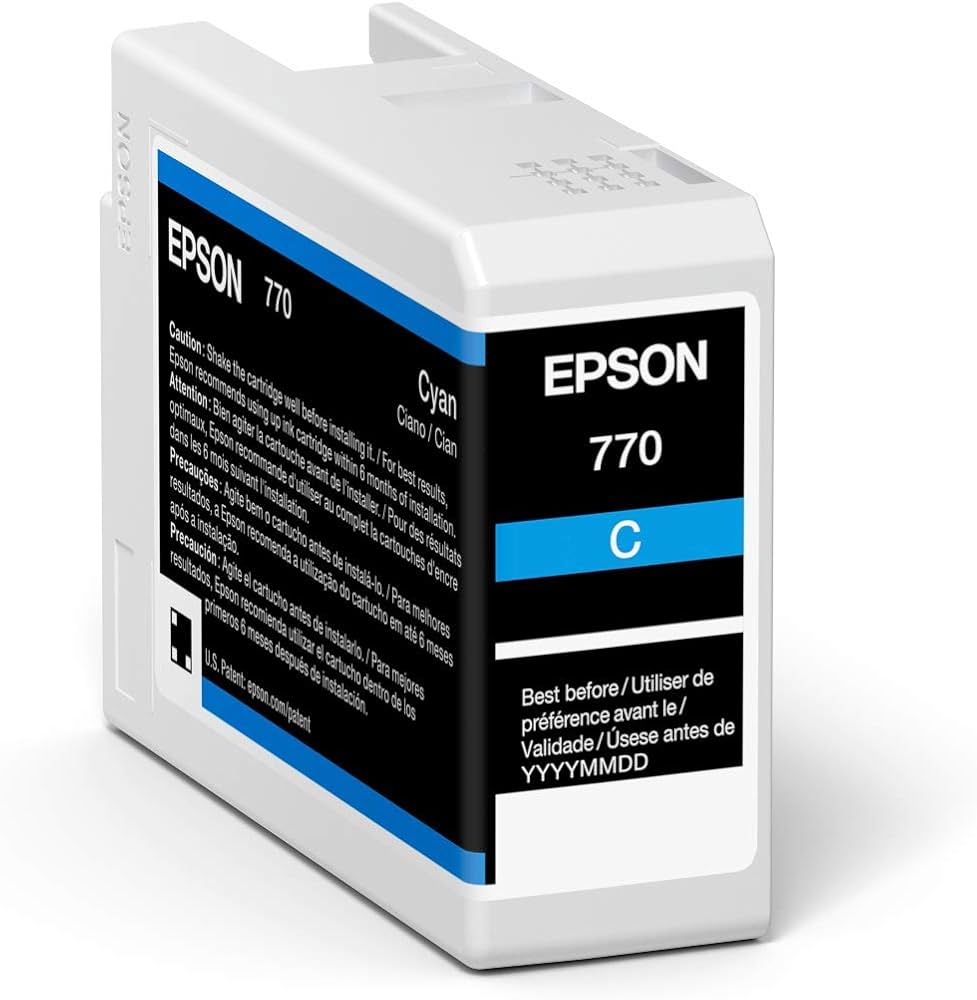 EPSON
EPSON 770
Cyan
Ciano / Cian
Caution: Shake the cartridge well before installing it. / For best results,
Epson recommends using up ink cartridge within 6 months of installation.
Attention: Bien agiter la cartouche avant de l'installer. / Pour des résultats
optimaux, Epson recommande d'utiliser au complet la cartouches d'encre
dans les 6 mois suivant l'installation.
Precauções: Agite bem o cartucho antes de instalá-lo. / Para melhores
resultados, a Epson recomenda a utilização do cartucho em até 6 meses
após a instalação.
Precaución: Agite el cartucho antes de instalarlo. / Para mejores
resultados, Epson recomienda utilizar el cartucho dentro de los
primeros 6 meses después de instalación.
U.S. Patent: epson.com/patent
EPSON
770
C
Best before / Utiliser de
préférence avant le /
Validade / Úsese antes de
YYYYMMDD